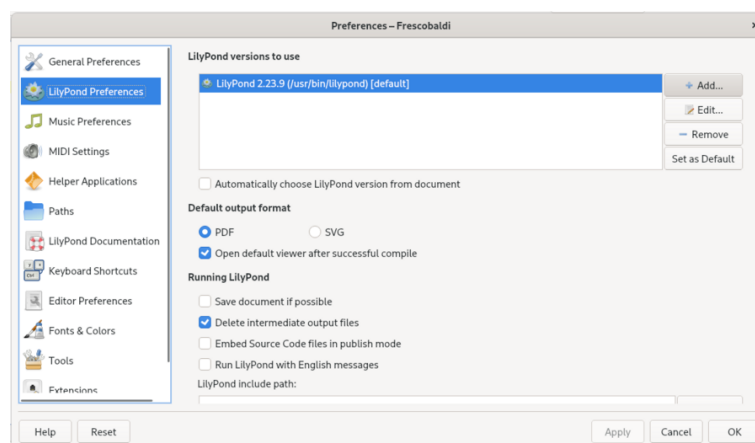 Preferences – Frescobaldi
General Preferences
LilyPond Preferences
Music Preferences
MIDI Settings
Helper Applications
Paths
LilyPond Documentation
Keyboard Shortcuts
Editor Preferences
Fonts & Colors
Tools
Extensions
LilyPond versions to use
LilyPond 2.23.9 (/usr/bin/lilypond) [default]
Add...
Edit...
Remove
Set as Default
Automatically choose LilyPond version from document
Default output format
PDF
SVG
Open default viewer after successful compile
Running LilyPond
Save document if possible
Delete intermediate output files
Embed Source Code files in publish mode
Run LilyPond with English messages
LilyPond include path:
Help
Reset
Apply
Cancel
OK